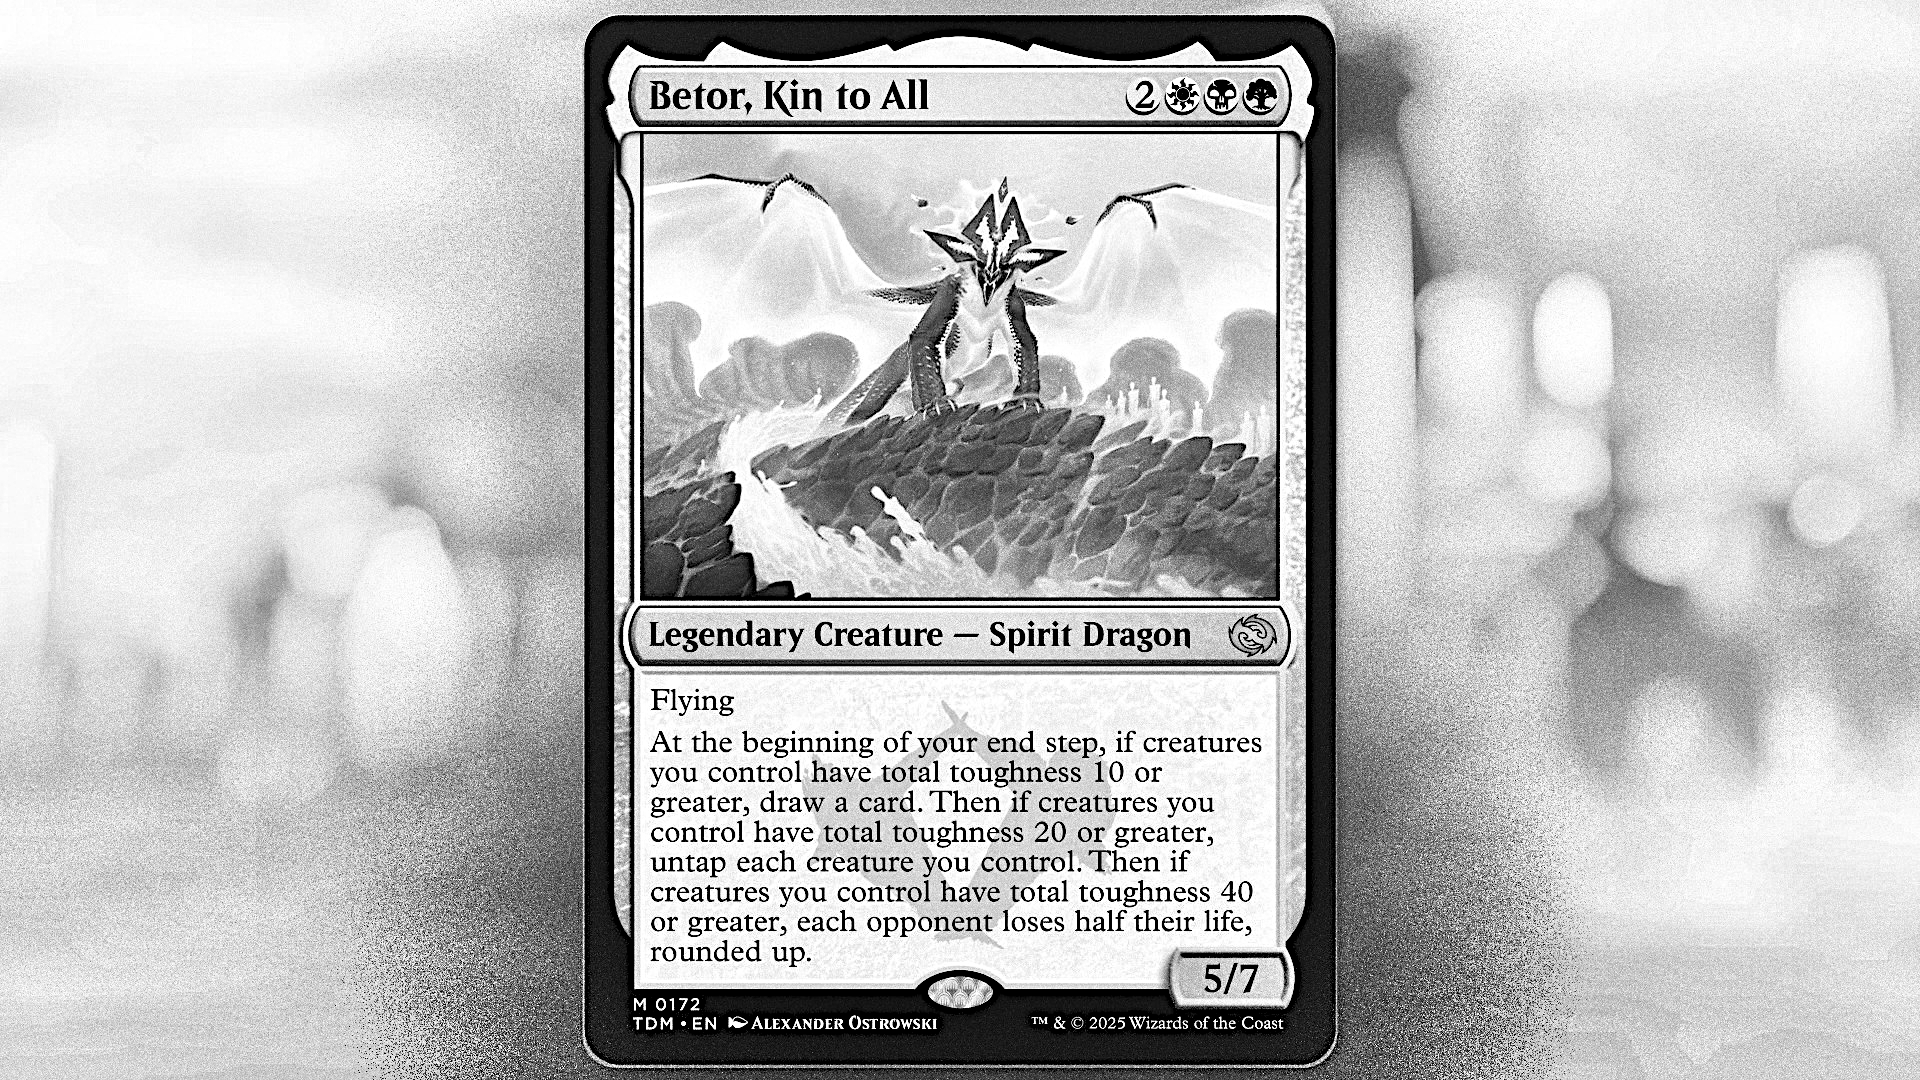 Betor, Kin to All 2
Legendary Creature — Spirit Dragon
Flying
At the beginning of your end step, if creatures
you control have total toughness 10 or
greater, draw a card. Then if creatures you
control have total toughness 20 or greater,
untap each creature you control. Then if
creatures you control have total toughness 40
or greater, each opponent loses half their life,
rounded up.
5/7
M 0172
TDM • EN ALEXANDER OSTROWSKI
™ & © 2025 Wizards of the Coast